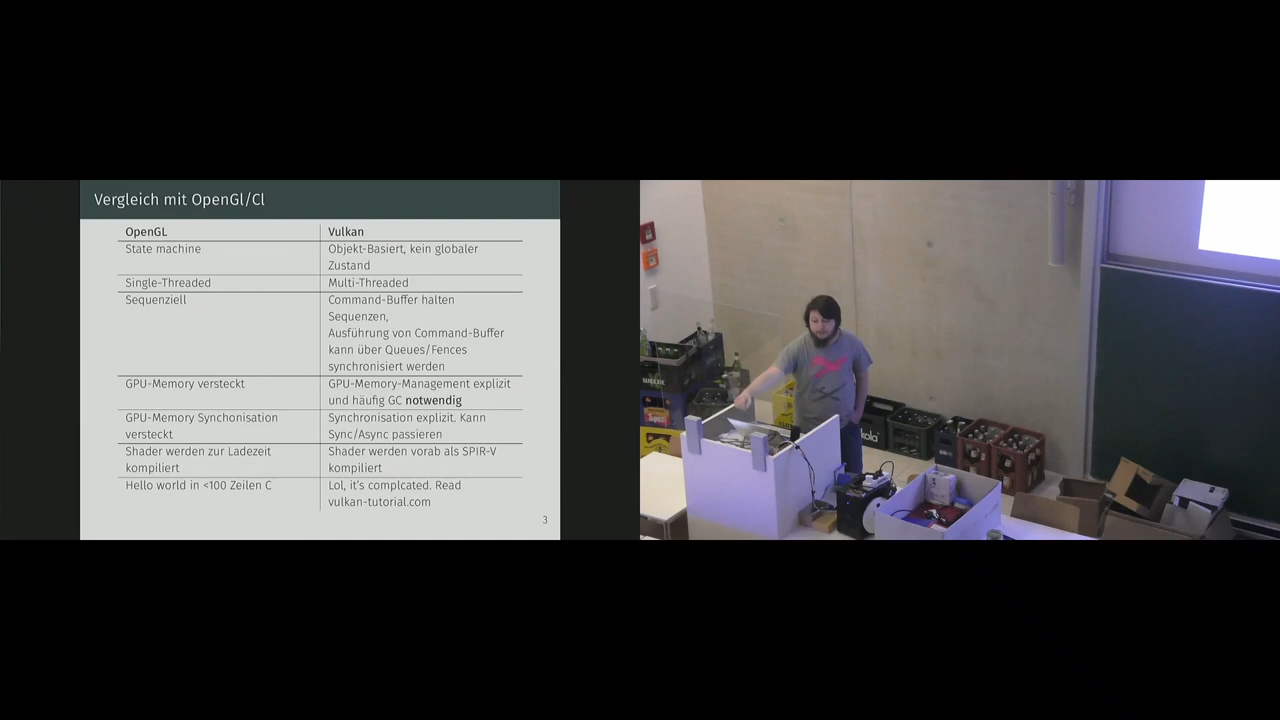 Vergleich mit OpenGl/Cl
OpenGL
Vulkan
State machine
Objekt-Basiert, kein globaler
Zustand
Single-Threaded
Multi-Threaded
Sequenziell
Command-Buffer halten
Sequenzen,
Ausführung von Command-Buffer
kann über Queues/Fences
synchronisiert werden
GPU-Memory versteckt
GPU-Memory-Management explizit
und häufig GC notwendig
GPU-Memory Synchonisation
versteckt
Synchronisation explizit. Kann
Sync/Async passieren
Shader werden zur Ladezeit
kompiliert
Shader werden vorab als SPIR-V
kompiliert
Hello world in <100 Zeilen C
Lol, it's complcated. Read
vulkan-tutorial.com
3
kola